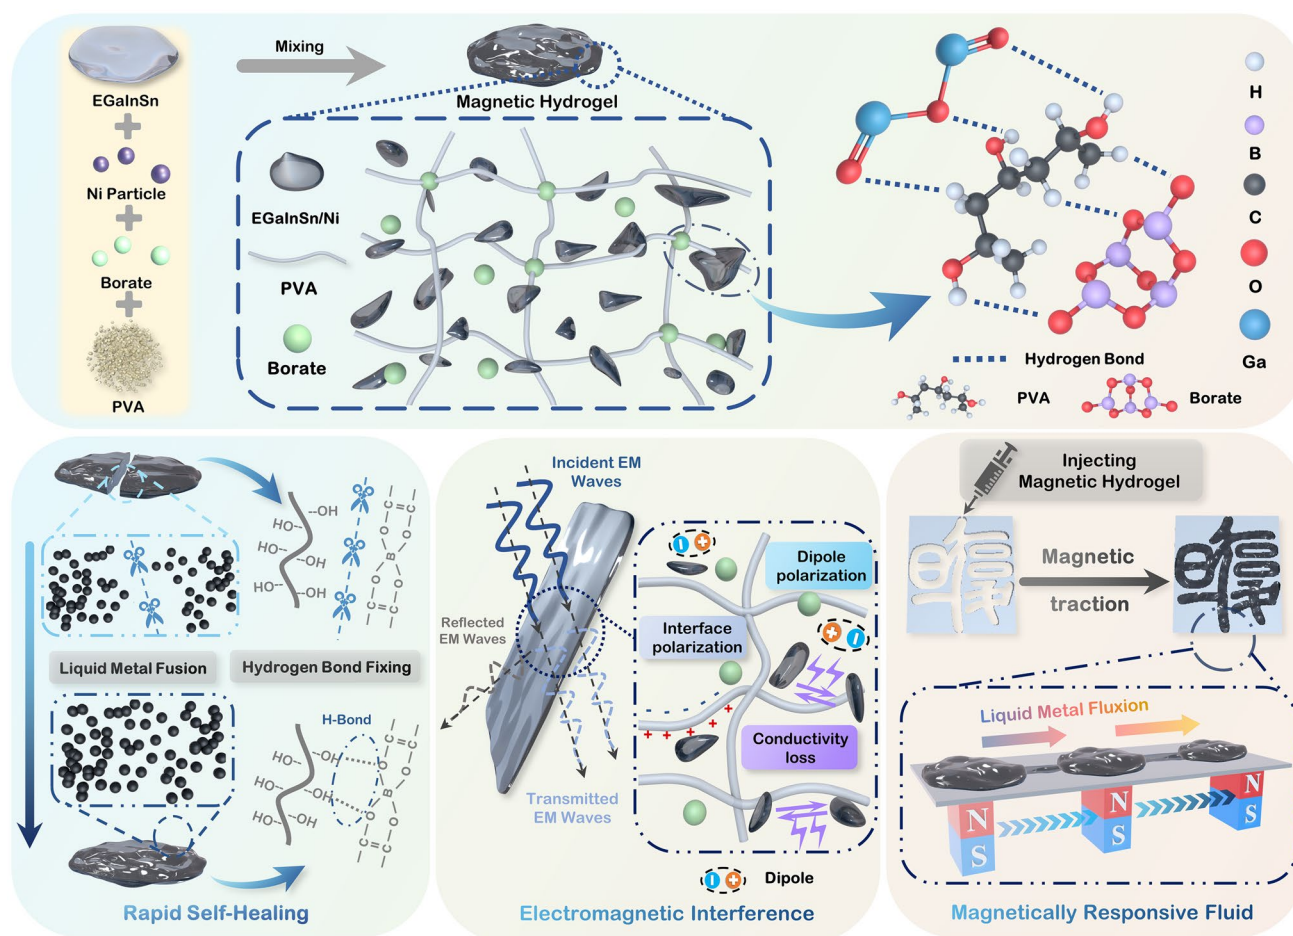 EGaInSn
Ni Particle
Borate
PVA
Mixing
Magnetic Hydrogel
EGaInSn/Ni
PVA
Borate
H
B
C
O
Ga
Hydrogen Bond
PVA
Borate
HO--
--OH
HO--
--OH
HO--
--OH
C=C
O O
B
O O
C=C
Liquid Metal Fusion
Hydrogen Bond Fixing
H-Bond
HO--
OH
HO--
OH
HO--
--OH
C=C
O O
B
O O
C=C
Rapid Self-Healing
Incident EM
Waves
Reflected
EM Waves
Transmitted
EM Waves
Dipole
polarization
Interface
polarization
Conductivity
loss
Dipole
Electromagnetic Interference
Injecting
Magnetic Hydrogel
Magnetic
traction
Liquid Metal Fluxion
N
S
N
S
N
S
Magnetically Responsive Fluid